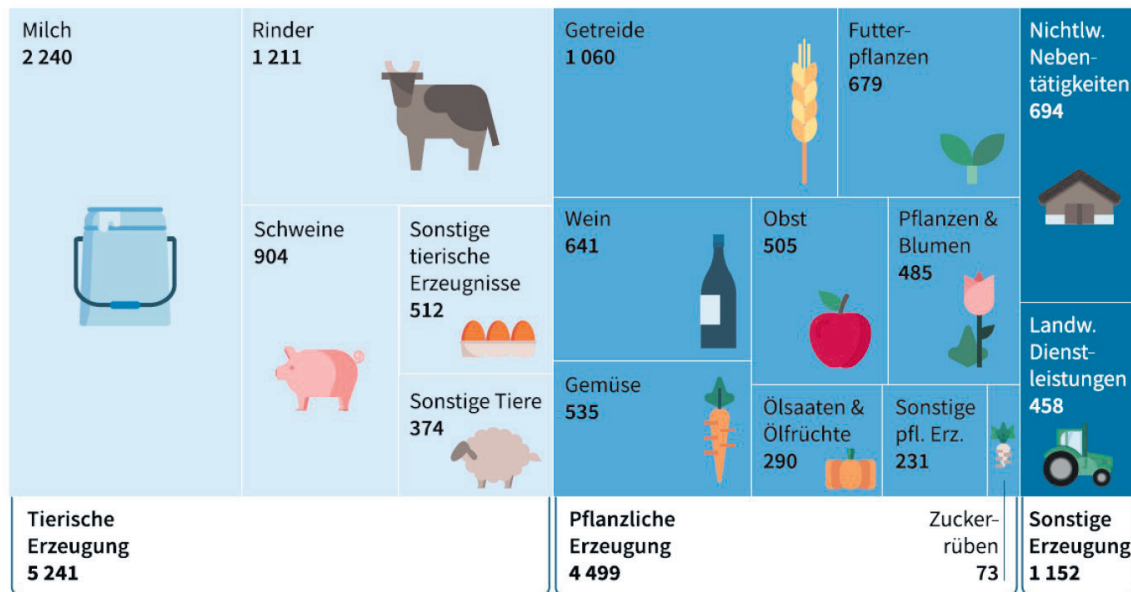 Milch
2 240
Rinder
1 211
Schweine
904
Sonstige
tierische
Erzeugnisse
512
Sonstige Tiere
374
Getreide
1 060
Futter-
pflanzen
679
Wein
641
Obst
505
Pflanzen &
Blumen
485
Gemüse
535
Ölsaaten &
Ölfrüchte
290
Sonstige
pfl. Erz.
231
Nichtlw.
Neben-
tätigkeiten
694
Landw.
Dienst-
leistungen
458
Tierische
Erzeugung
5 241
Pflanzliche
Erzeugung
4 499
Zucker-
rüben
73
Sonstige
Erzeugung
1 152